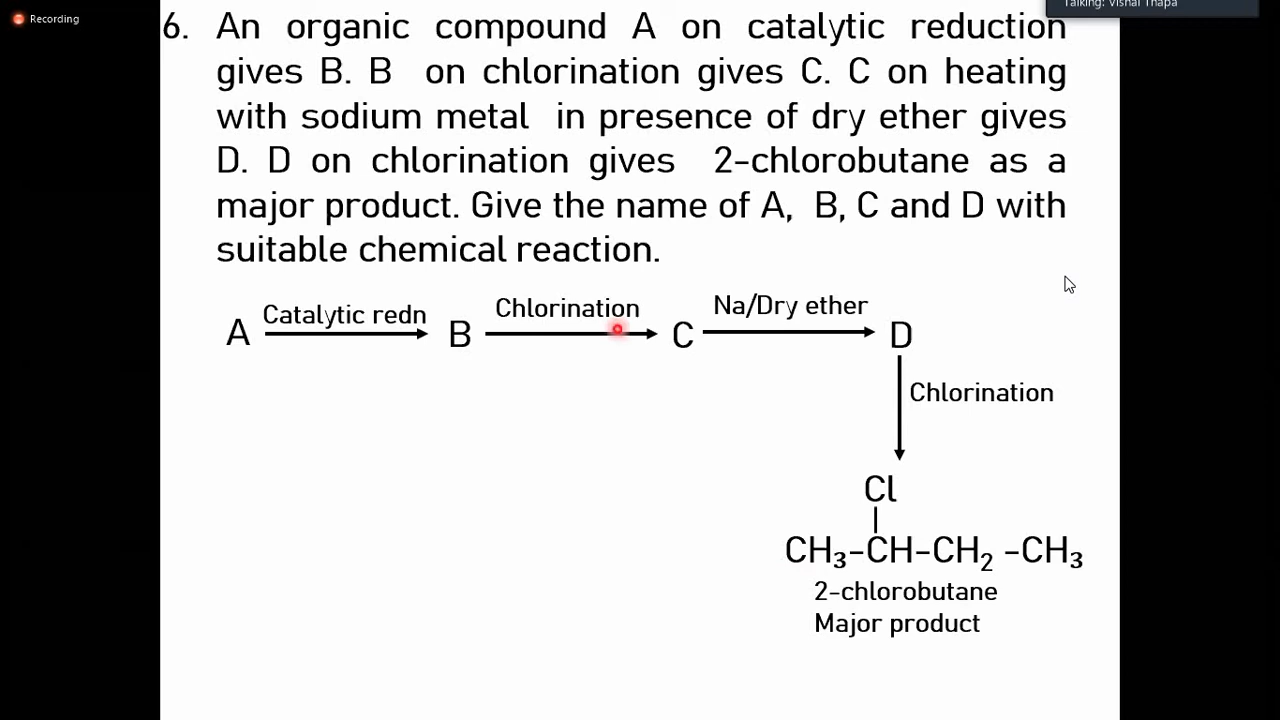 Recording
Talking: Vishal Thapa
6. An organic compound A on catalytic reduction
gives B. B on chlorination gives C. C on heating
with sodium metal in presence of dry ether gives
D. D on chlorination gives 2-chlorobutane as a
major product. Give the name of A, B, C and D with
suitable chemical reaction.
A Catalytic redn B Chlorination C Na/Dry ether D
Chlorination
Cl
CH₃-CH-CH₂ -CH₃
2-chlorobutane
Major product